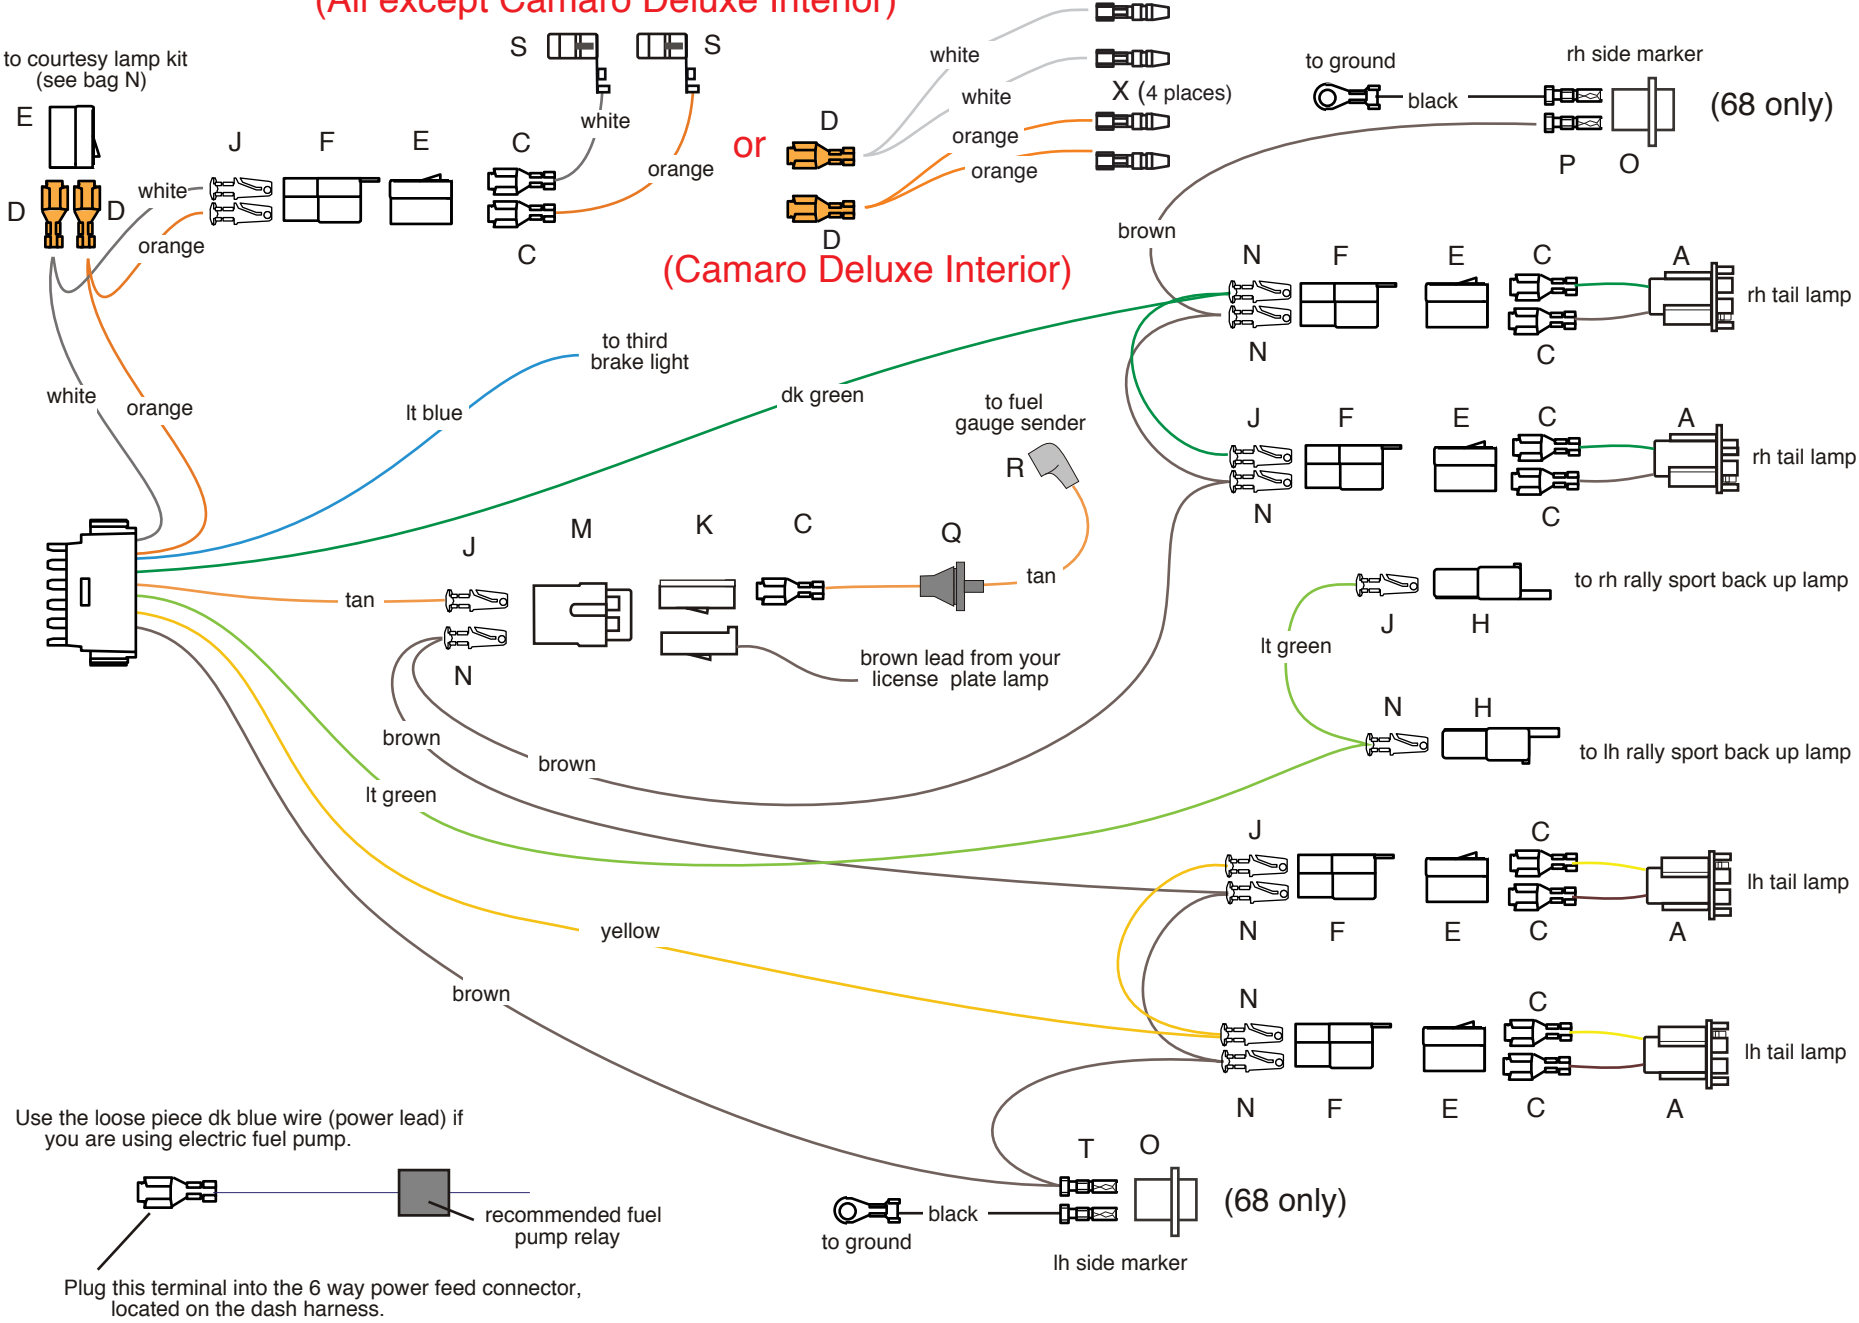 (All except Camaro Deluxe Interior)
to courtesy lamp kit
(see bag N)
E
D
D
white
orange
J
F
E
C
C
S
S
white
orange
or
D
D
white
white
orange
orange
X (4 places)
(Camaro Deluxe Interior)
to ground
black
rh side marker
(68 only)
P
O
brown
N
F
E
C
A
rh tail lamp
N
C
J
F
E
C
A
rh tail lamp
N
C
white
orange
lt blue
to third
brake light
dk green
to fuel
gauge sender
R
J
M
K
C
Q
tan
tan
N
brown lead from your
license plate lamp
brown
brown
lt green
J
H
to rh rally sport back up lamp
lt green
N
H
to lh rally sport back up lamp
J
C
lh tail lamp
N
F
E
C
A
yellow
brown
N
C
lh tail lamp
N
F
E
C
A
T
O
(68 only)
black
to ground
lh side marker
Use the loose piece dk blue wire (power lead) if
you are using electric fuel pump.
recommended fuel
pump relay
Plug this terminal into the 6 way power feed connector,
located on the dash harness.